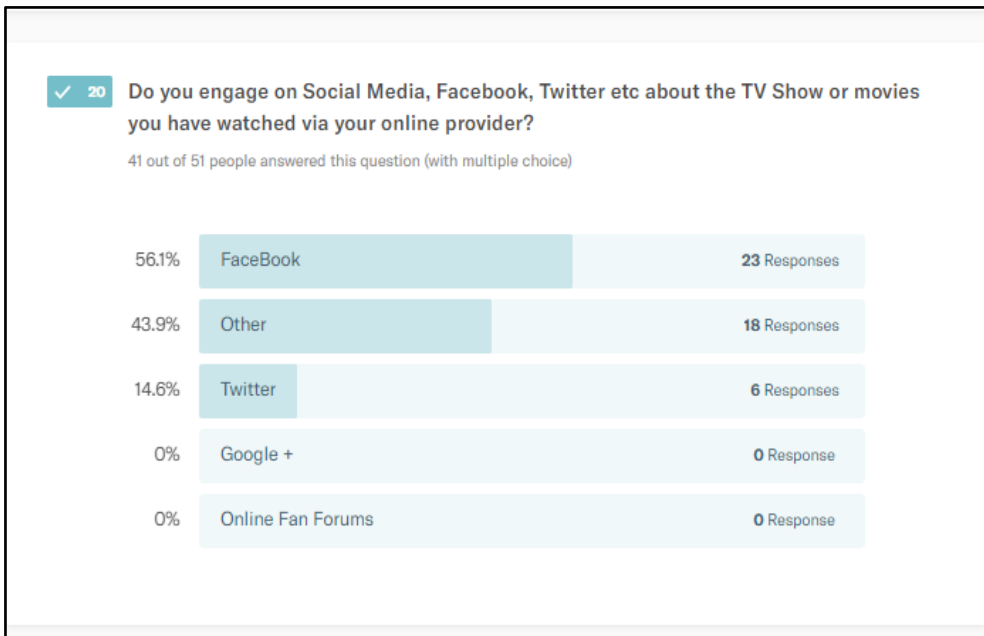 20
Do you engage on Social Media, Facebook, Twitter etc about the TV Show or movies
you have watched via your online provider?
41 out of 51 people answered this question (with multiple choice)
56.1% FaceBook 23 Responses
43.9% Other 18 Responses
14.6% Twitter 6 Responses
0% Google + 0 Response
0% Online Fan Forums 0 Response